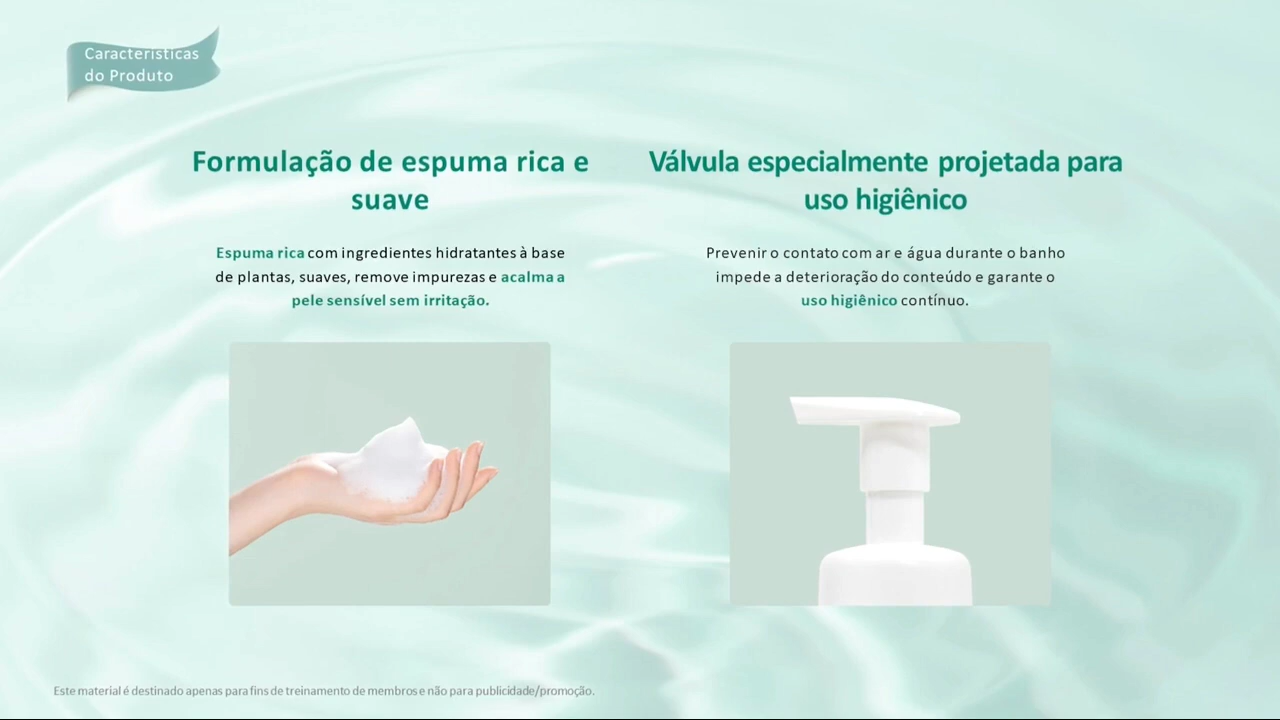 Características
do Produto
Formulação de espuma rica e
suave
Espuma rica com ingredientes hidratantes à base
de plantas, suaves, remove impurezas e acalma a
pele sensível sem irritação.
Válvula especialmente projetada para
uso higiênico
Prevenir o contato com ar e água durante o banho
impede a deterioração do conteúdo e garante o
uso higiênico contínuo.
Este material é destinado apenas para fins de treinamento de membros e não para publicidade/promoção.